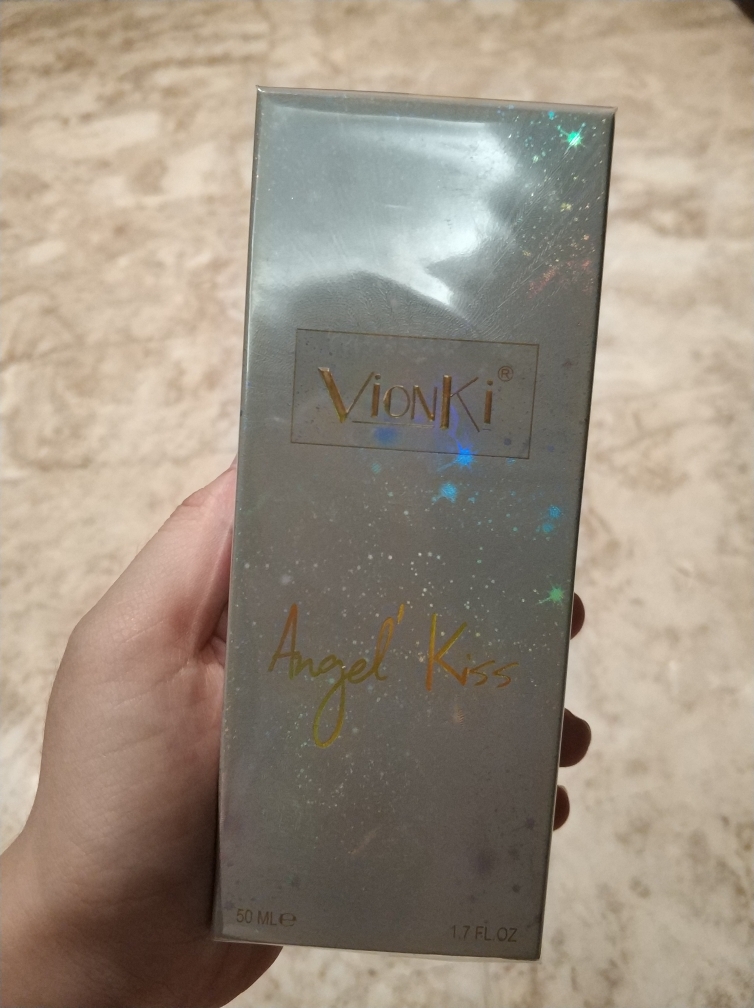 VionKi®
Angel' Kiss
50 ML ℮
1.7 FL.OZ